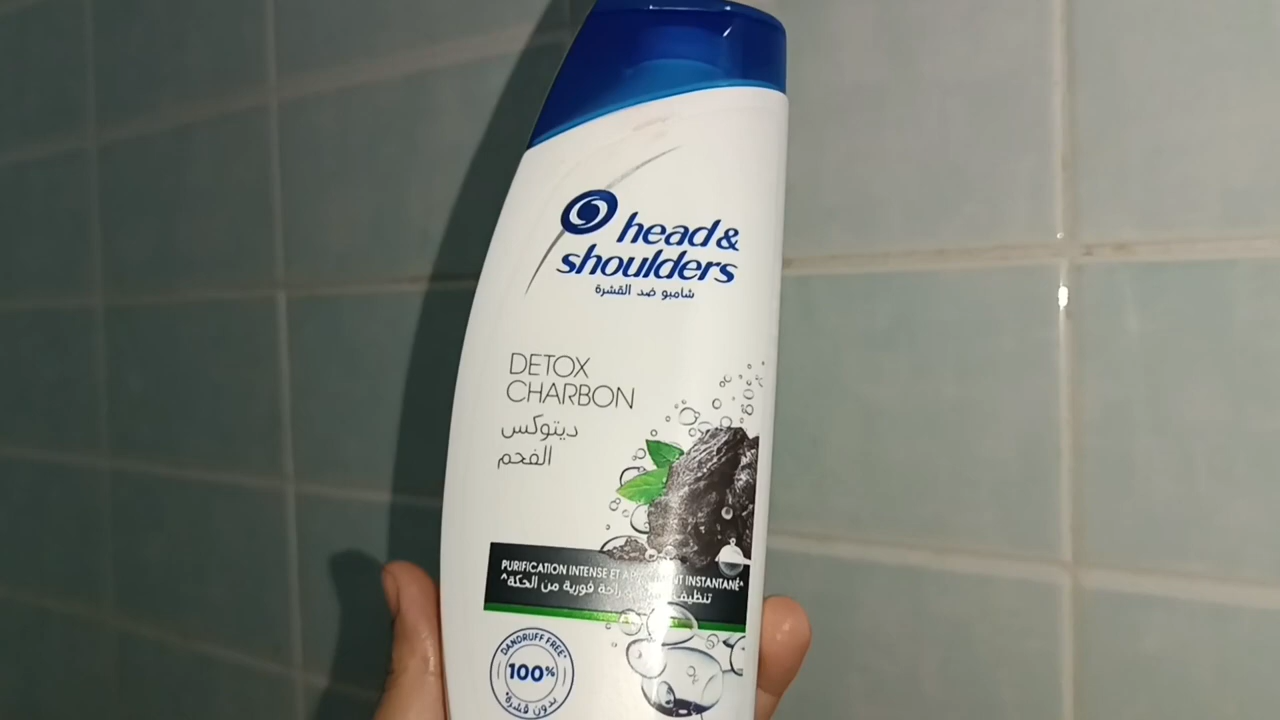 head &
shoulders
شامبو ضد القشرة
DETOX
CHARBON
ديتوكس
الفحم
PURIFICATION INTENSE ET INSTANTANÉ^
تنظيف راحة فورية من الحكة^
DANDRUFF FREE*
100%
بدون قشرة*